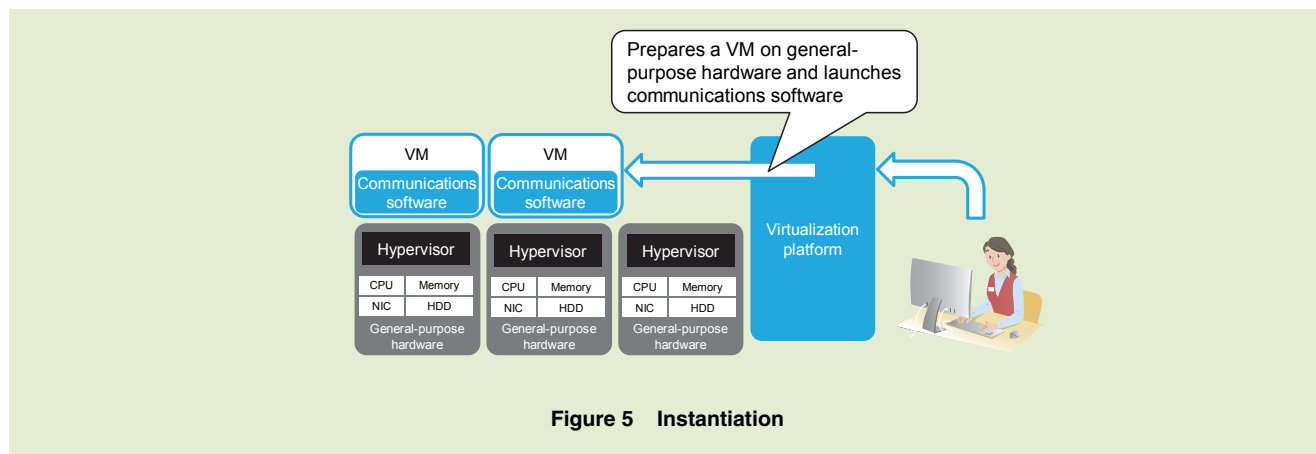 Prepares a VM on general-
purpose hardware and launches
communications software
VM
Communications
software
VM
Communications
software
Hypervisor
CPU Memory
NIC HDD
General-purpose
hardware
Hypervisor
CPU Memory
NIC HDD
General-purpose
hardware
Hypervisor
CPU Memory
NIC HDD
General-purpose
hardware
Virtualization
platform
Figure 5 Instantiation